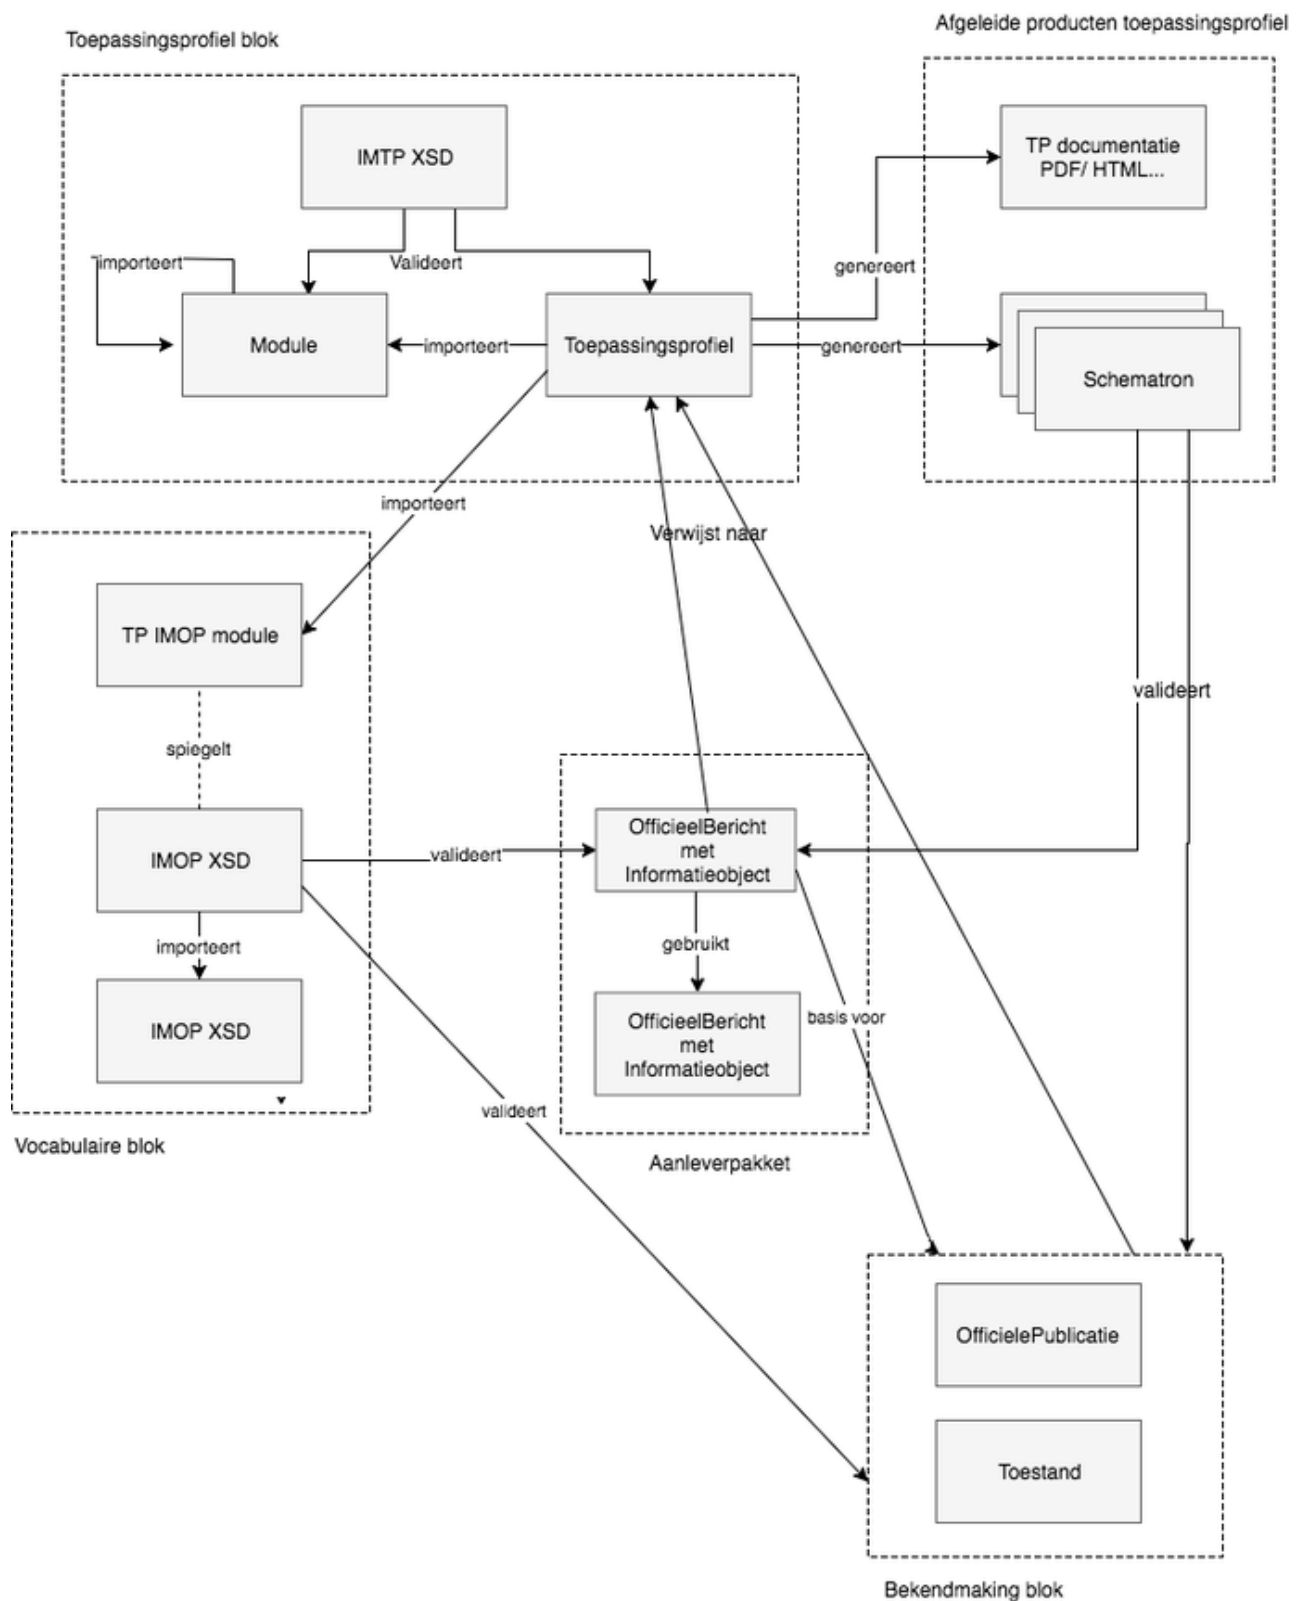 Afgeleide producten toepassingsprofiel
Toepassingsprofiel blok
IMTP XSD
TP documentatie
PDF/ HTML...
importeert
Valideert
genereert
Module
importeert
Toepassingsprofiel
genereert
Schematron
importeert
Verwijst naar
TP IMOP module
valideert
spiegelt
OfficieelBericht
met
Informatieobject
IMOP XSD
valideert
importeert
gebruikt
IMOP XSD
OfficieelBericht
met
Informatieobject
basis voor
valideert
Vocabulaire blok
Aanleverpakket
OfficielePublicatie
Toestand
Bekendmaking blok